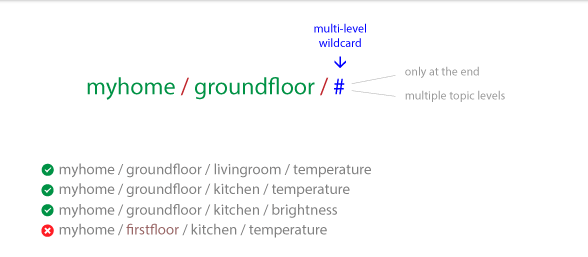 multi-level
wildcard
myhome / groundfloor / #
only at the end
multiple topic levels
myhome / groundfloor / livingroom / temperature
myhome / groundfloor / kitchen / temperature
myhome / groundfloor / kitchen / brightness
myhome / firstfloor / kitchen / temperature